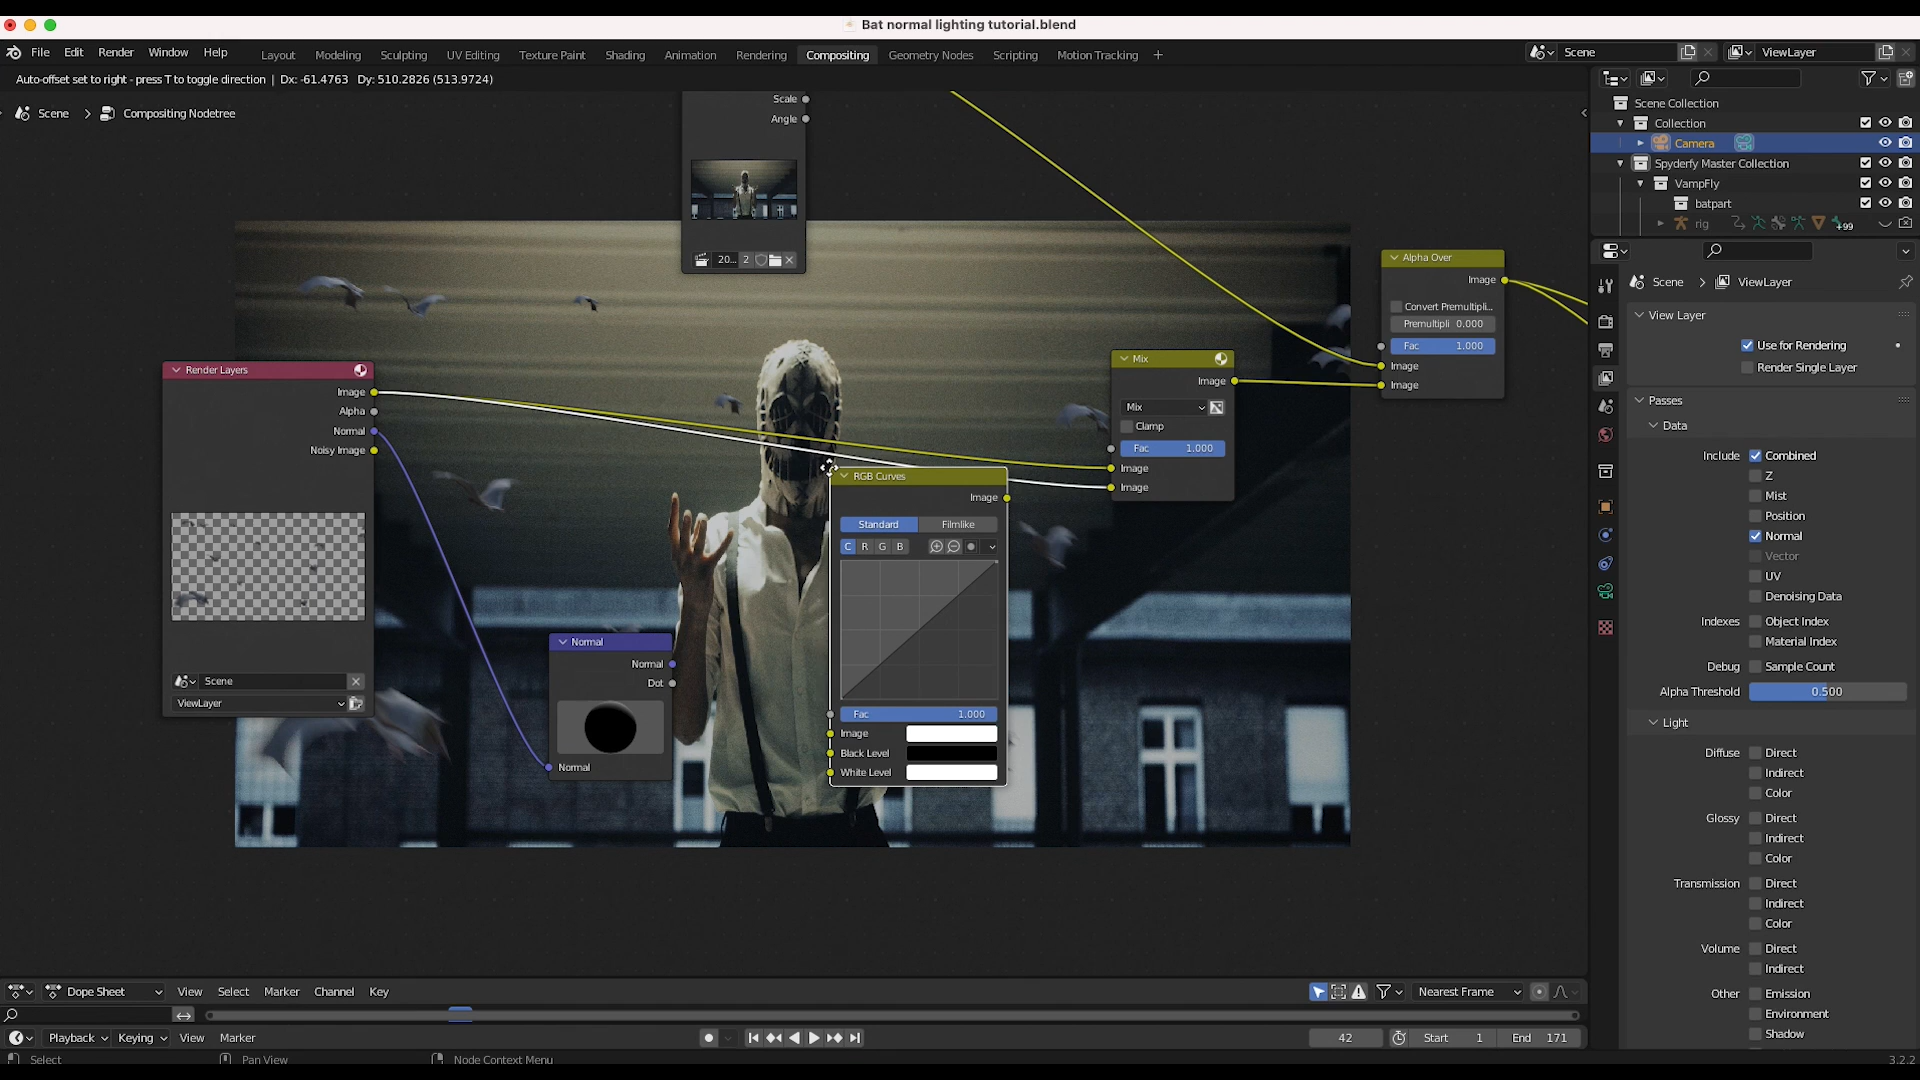 Bat normal lighting tutorial.blend
File Edit Render Window Help
Layout Modeling Sculpting UV Editing Texture Paint Shading Animation Rendering Compositing Geometry Nodes Scripting Motion Tracking +
Scene ViewLayer
Auto-offset set to right - press T to toggle direction | Dx: -61.4763 Dy: 510.2826 (513.9724)
Scene > Compositing Nodetree
Scale
Angle
20... 2
Render Layers
Image
Alpha
Normal
Noisy Image
Scene
ViewLayer
Normal
Normal
Dot
Normal
RGB Curves
Image
Standard Filmlike
C R G B
Fac 1.000
Image
Black Level
White Level
Mix
Image
Mix
Clamp
Fac 1.000
Image
Image
Alpha Over
Image
Convert Premultipli...
Premultipli 0.000
Fac 1.000
Image
Image
Scene Collection
Collection
Camera
Spyderfy Master Collection
VampFly
batpart
rig +99
Scene > ViewLayer
View Layer
Use for Rendering
Render Single Layer
Passes
Data
Include Combined
Z
Mist
Position
Normal
Vector
UV
Denoising Data
Indexes Object Index
Material Index
Debug Sample Count
Alpha Threshold 0.500
Light
Diffuse Direct
Indirect
Color
Glossy Direct
Indirect
Color
Transmission Direct
Indirect
Color
Volume Direct
Indirect
Other Emission
Environment
Shadow
Dope Sheet View Select Marker Channel Key Nearest Frame
Playback Keying View Marker 42 Start 1 End 171
Select Pan View Node Context Menu 3.2.2